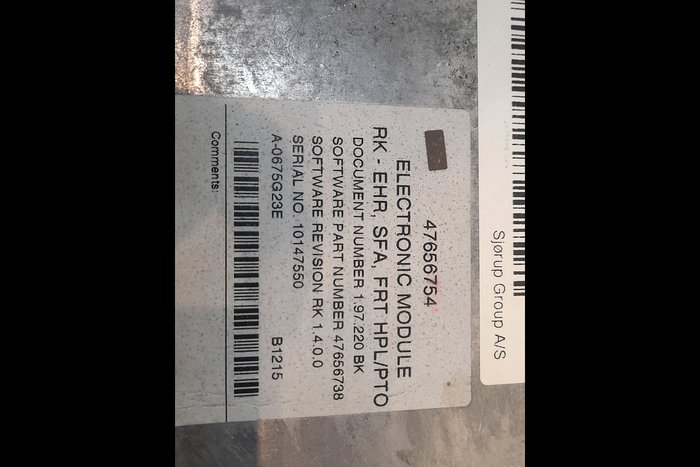 Sjørup Group A/S
47656754
ELECTRONIC MODULE
RK - EHR, SFA, FRT HPL/PTO
DOCUMENT NUMBER 1.97.220 BK
SOFTWARE PART NUMBER 47656738
SOFTWARE REVISION RK 1.4.0.0
SERIAL NO. 10147550
A-0675G23E B1215
Comments: